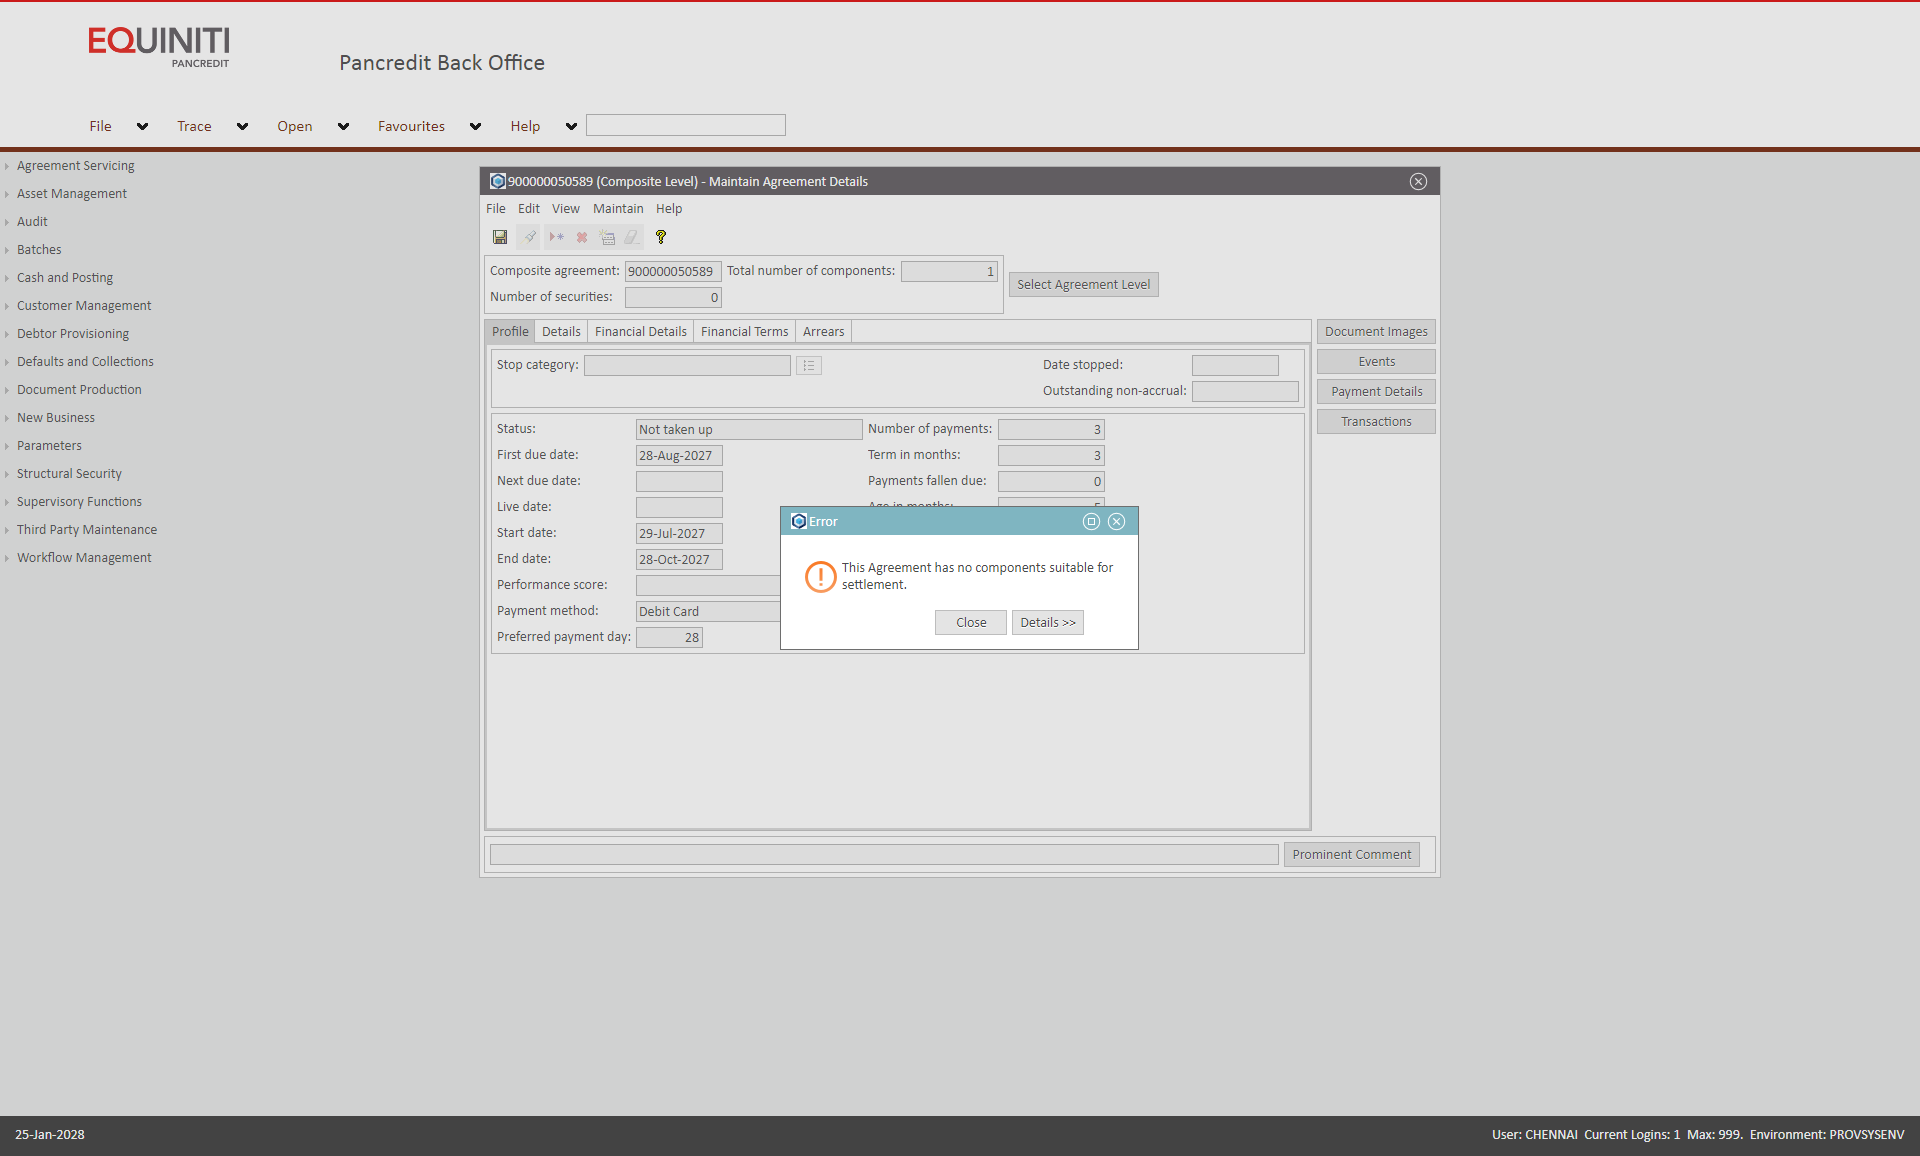 EQUINITI
PANCREDIT
Pancredit Back Office
File Trace Open Favourites Help
Agreement Servicing
Asset Management
Audit
Batches
Cash and Posting
Customer Management
Debtor Provisioning
Defaults and Collections
Document Production
New Business
Parameters
Structural Security
Supervisory Functions
Third Party Maintenance
Workflow Management
900000050589 (Composite Level) - Maintain Agreement Details
File Edit View Maintain Help
Composite agreement: 900000050589 Total number of components: 1
Number of securities: 0
Select Agreement Level
Profile Details Financial Details Financial Terms Arrears
Stop category: Date stopped:
Outstanding non-accrual:
Document Images
Events
Payment Details
Transactions
Status: Not taken up Number of payments: 3
First due date: 28-Aug-2027 Term in months: 3
Next due date: Payments fallen due: 0
Live date: Age in months: 5
Start date: 29-Jul-2027
End date: 28-Oct-2027
Performance score:
Payment method: Debit Card
Preferred payment day: 28
Error
This Agreement has no components suitable for
settlement.
Close Details >>
Prominent Comment
25-Jan-2028
User: CHENNAI Current Logins: 1 Max: 999. Environment: PROVSYSENV